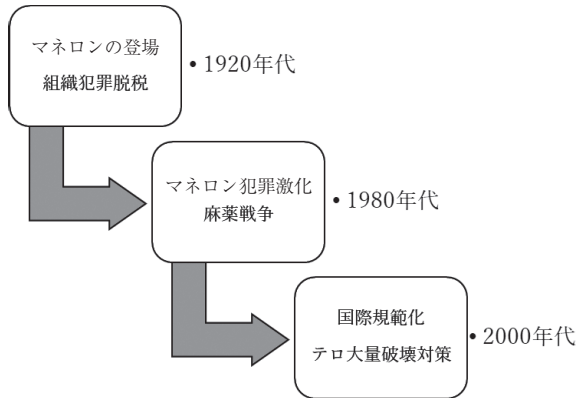 マネロンの登場
組織犯罪脱税
• 1920年代
マネロン犯罪激化
麻薬戦争
• 1980年代
国際規範化
テロ大量破壊対策
• 2000年代